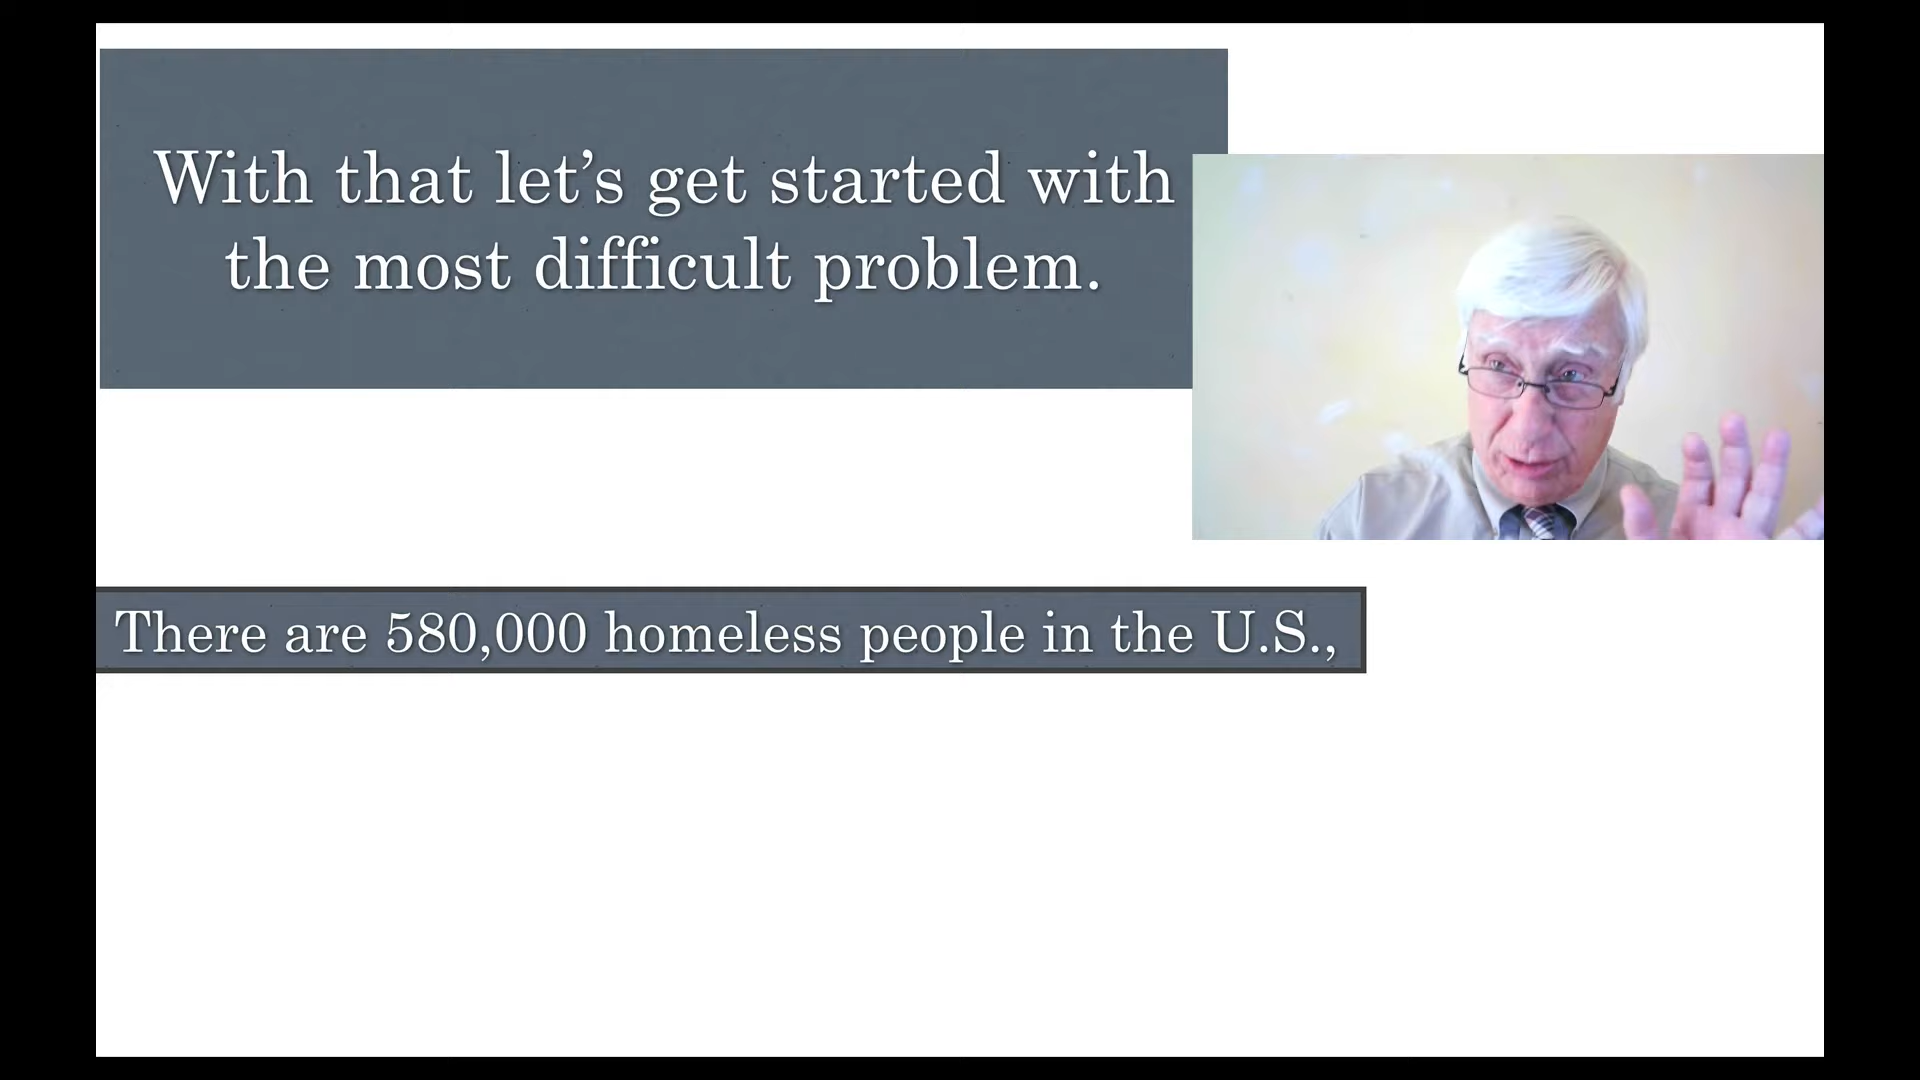 With that let’s get started with
the most difficult problem.
There are 580,000 homeless people in the U.S.,